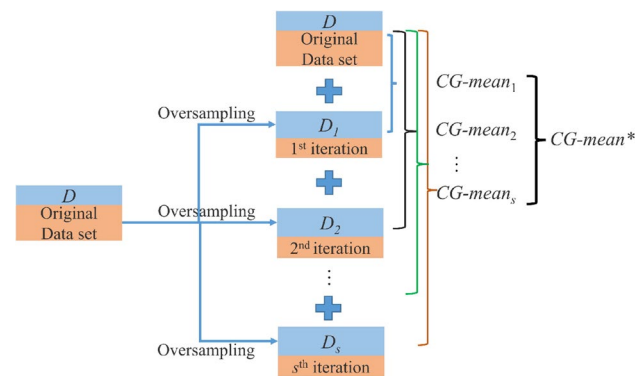 D
Original
Data set
Oversampling
D1
1st iteration
Oversampling
D2
2nd iteration
⋮
Oversampling
Ds
sth iteration
D
Original
Data set
CG-mean1
CG-mean2
⋮
CG-means
CG-mean*